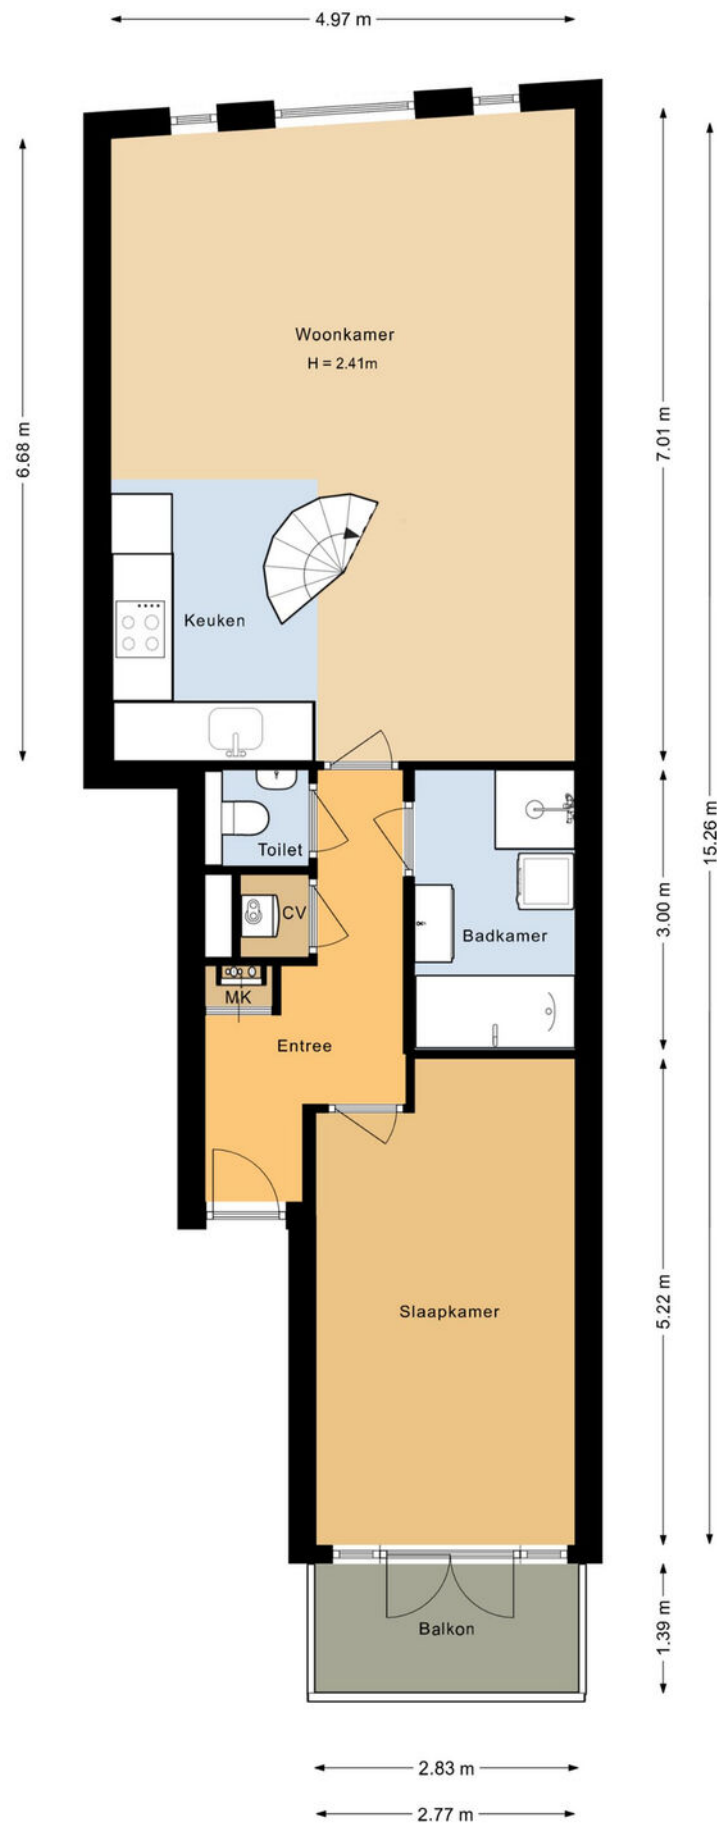 4.97 m
Woonkamer
H = 2.41m
6.68 m
7.01 m
15.26 m
Keuken
Toilet
CV
3.00 m
Badkamer
MK
Entree
Slaapkamer
5.22 m
Balkon
1.39 m
2.83 m
2.77 m